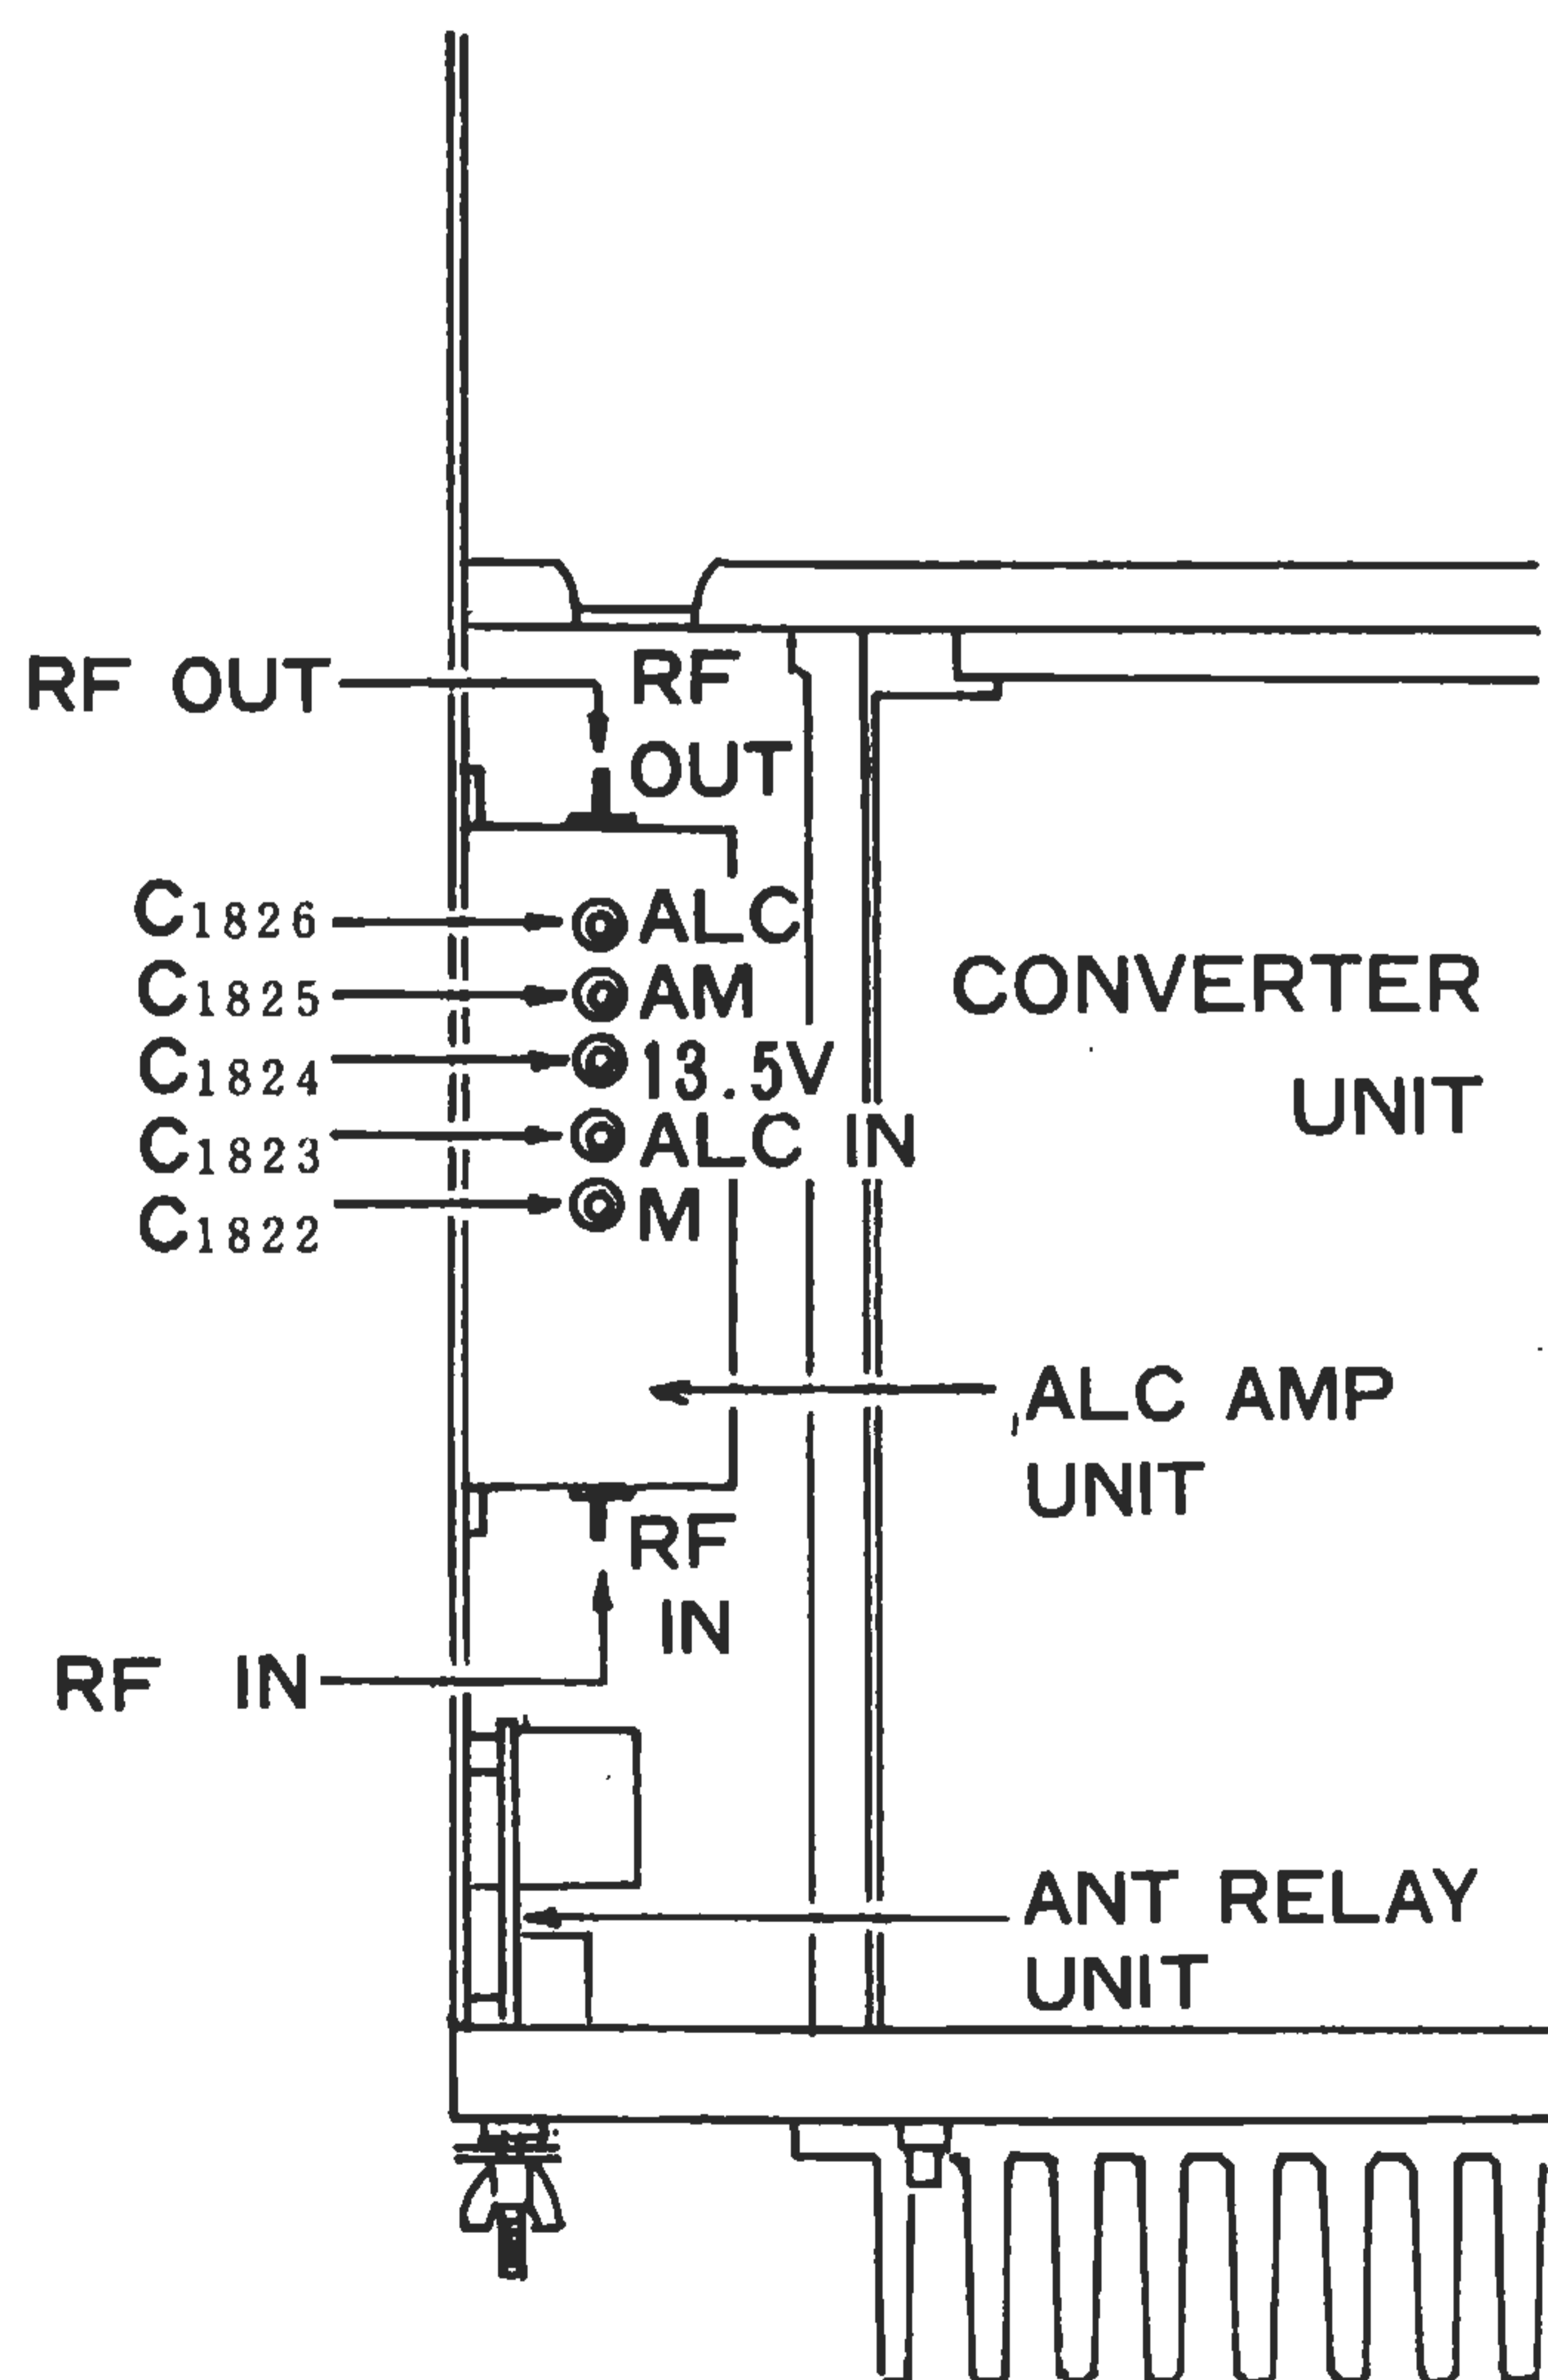 RF OUT
RF
OUT
C1826
ALC
C1825
AM
C1824
13.5V
C1823
ALC IN
C1822
M
CONVERTER
UNIT
ALC AMP
UNIT
RF
IN
RF IN
ANT RELAY
UNIT